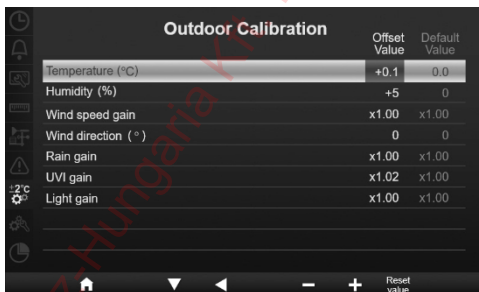 Outdoor Calibration
Offset Value
Default Value
Temperature (°C) +0.1 0.0
Humidity (%) +5 0
Wind speed gain x1.00 x1.00
Wind direction (°) 0 0
Rain gain x1.00 x1.00
UVI gain x1.02 x1.00
Light gain x1.00 x1.00
±2°C
− + Reset value